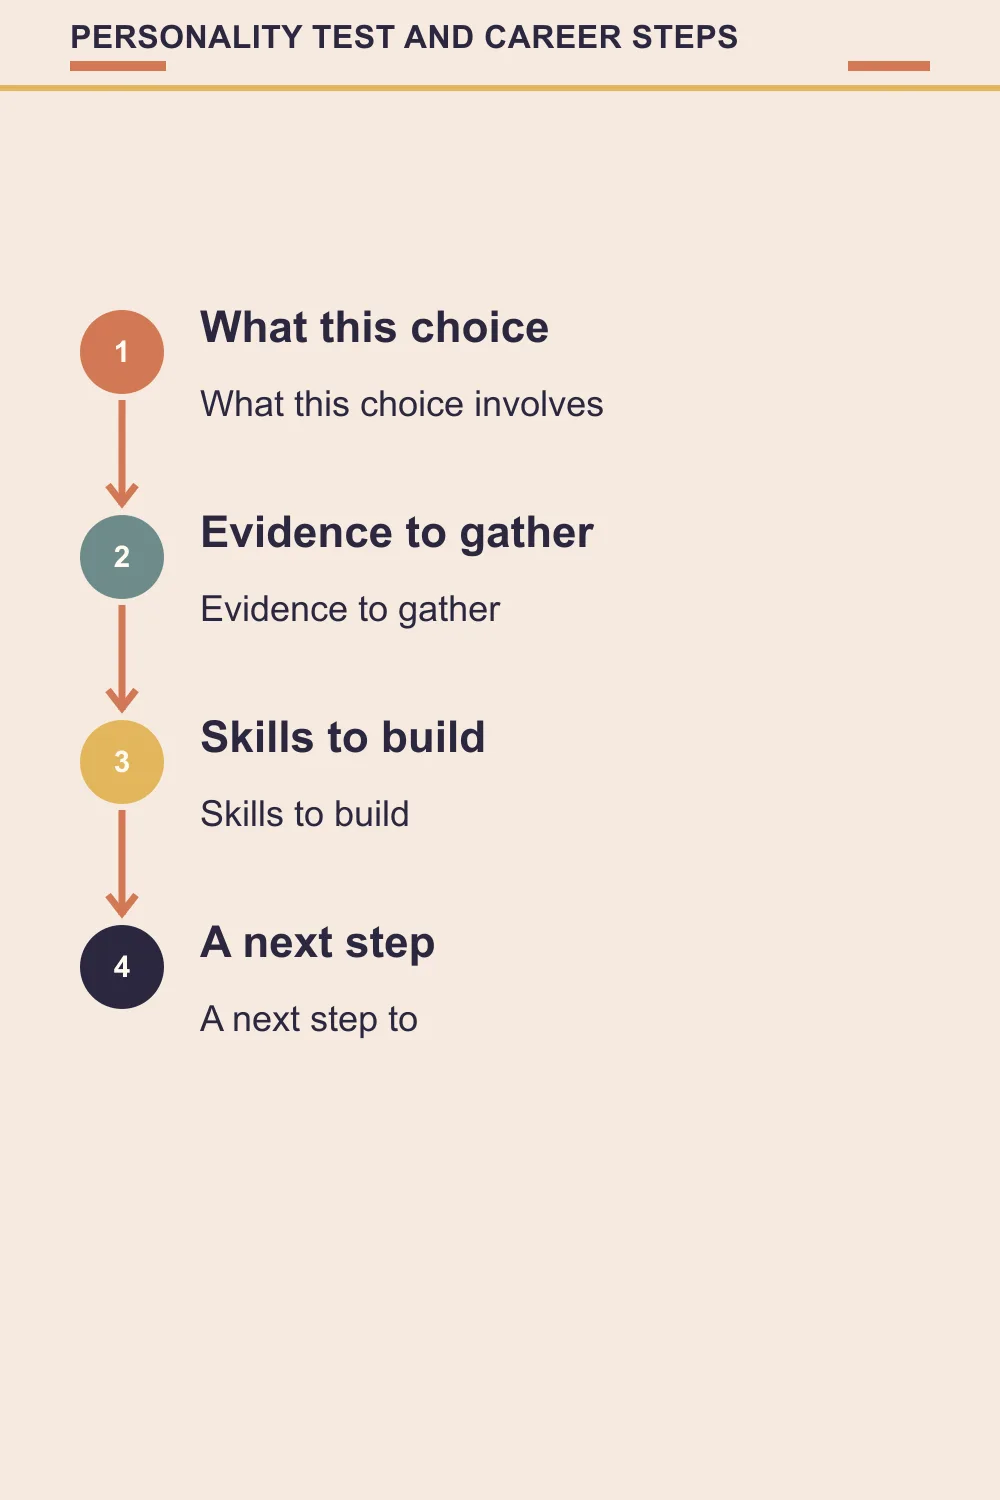 PERSONALITY TEST AND CAREER STEPS
1
What this choice
What this choice involves
2
Evidence to gather
Evidence to gather
3
Skills to build
Skills to build
4
A next step
A next step to